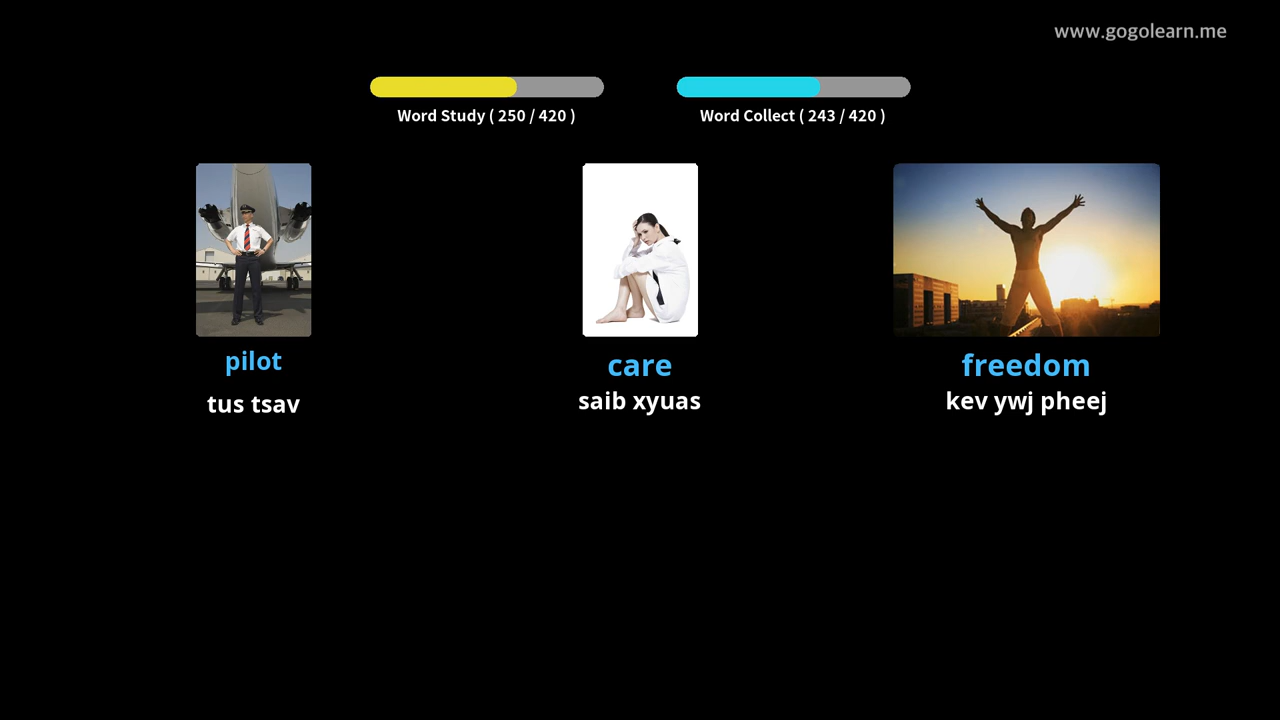 www.gogolearn.me
Word Study ( 250 / 420 )
Word Collect ( 243 / 420 )
pilot
tus tsav
care
saib xyuas
freedom
kev ywj pheej